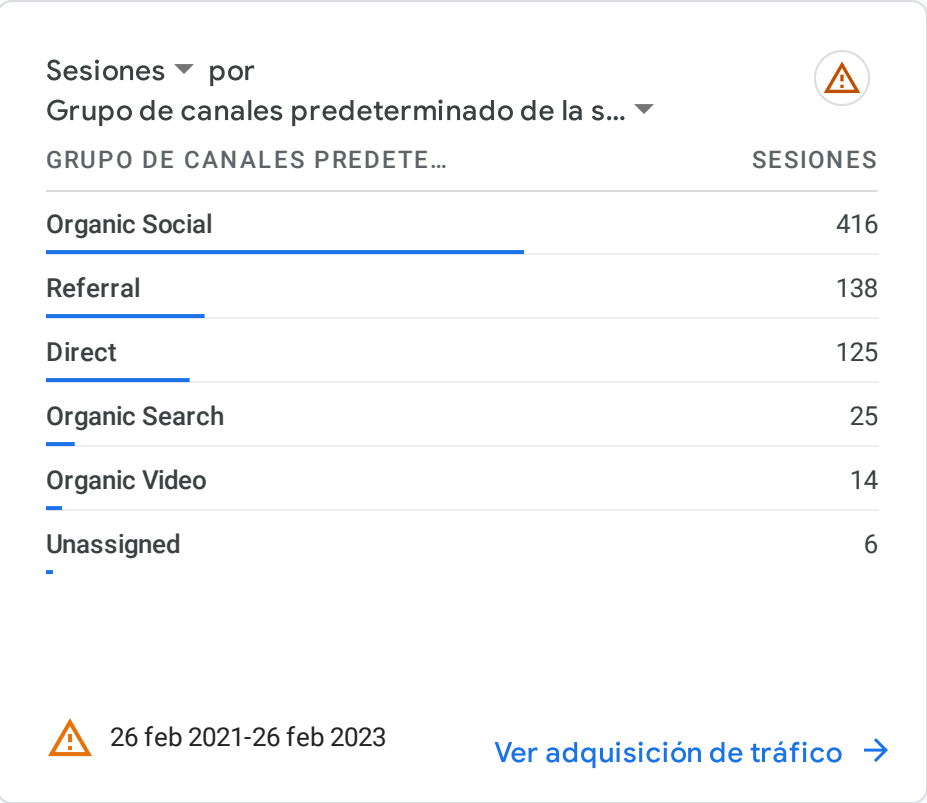 Sesiones por
Grupo de canales predeterminado de la s...
GRUPO DE CANALES PREDETE... SESIONES
Organic Social 416
Referral 138
Direct 125
Organic Search 25
Organic Video 14
Unassigned 6
26 feb 2021-26 feb 2023
Ver adquisición de tráfico